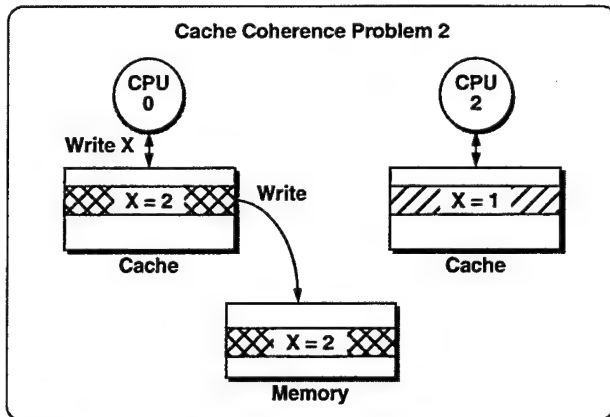 Cache Coherence Problem 2
CPU
0
CPU
2
Write X
X = 2
Write
X = 1
Cache
Cache
X = 2
Memory